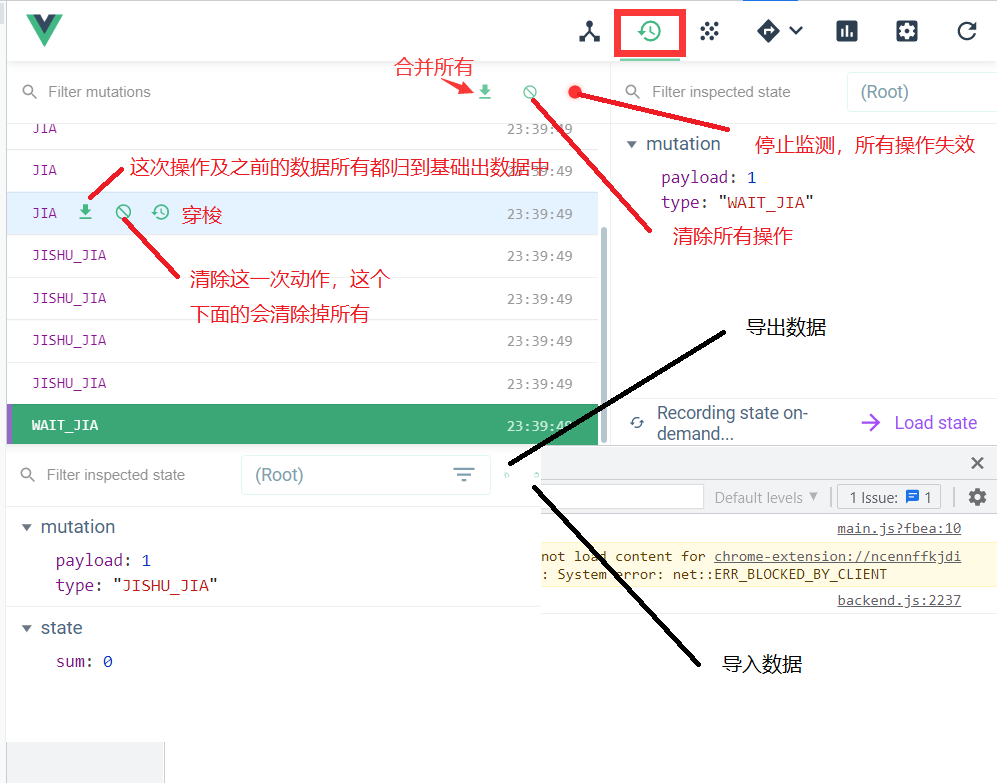 合并所有
Filter mutations
Filter inspected state
(Root)
JIA
23:39:49
mutation
停止监测，所有操作失效
JIA
这次操作及之前的数据所有都归到基础出数据中
23:39:49
payload: 1
type: "WAIT_JIA"
JIA
穿梭
23:39:49
清除所有操作
JISHU_JIA
23:39:49
清除这一次动作，这个
下面的会清除掉所有
JISHU_JIA
23:39:49
导出数据
JISHU_JIA
23:39:49
JISHU_JIA
23:39:49
WAIT_JIA
23:39:49
Recording state on-
demand...
Load state
Filter inspected state
(Root)
Default levels
1 Issue:
1
mutation
payload: 1
type: "JISHU_JIA"
main.js?fbea:10
not load content for chrome-extension://ncennffkjdi
: System error: net::ERR_BLOCKED_BY_CLIENT
backend.js:2237
state
sum: 0
导入数据